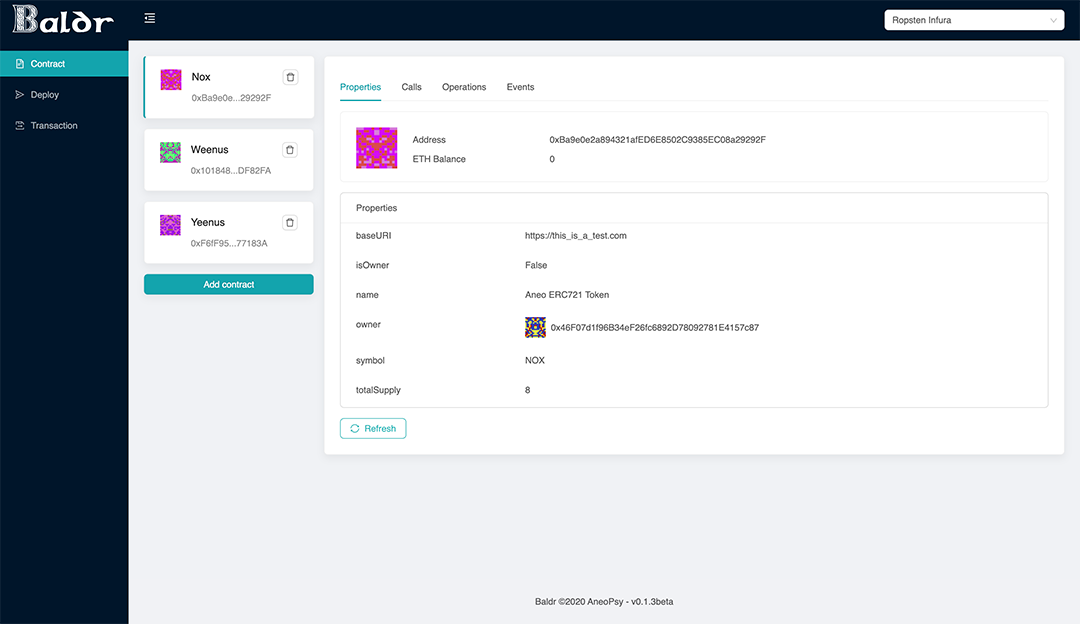 Baldr
Ropsten Infura
Contract
Deploy
Transaction
Nox
0xBa9e0e...29292F
Weenus
0x101848...DF82FA
Yeenus
0xF6fF95...77183A
Add contract
Properties Calls Operations Events
Address 0xBa9e0e2a894321afED6E8502C9385EC08a29292F
ETH Balance 0
Properties
baseURI https://this_is_a_test.com
isOwner False
name Aneo ERC721 Token
owner 0x46F07d1f96B34eF26fc6892D78092781E4157c87
symbol NOX
totalSupply 8
Refresh
Baldr ©2020 AneoPsy - v0.1.3beta